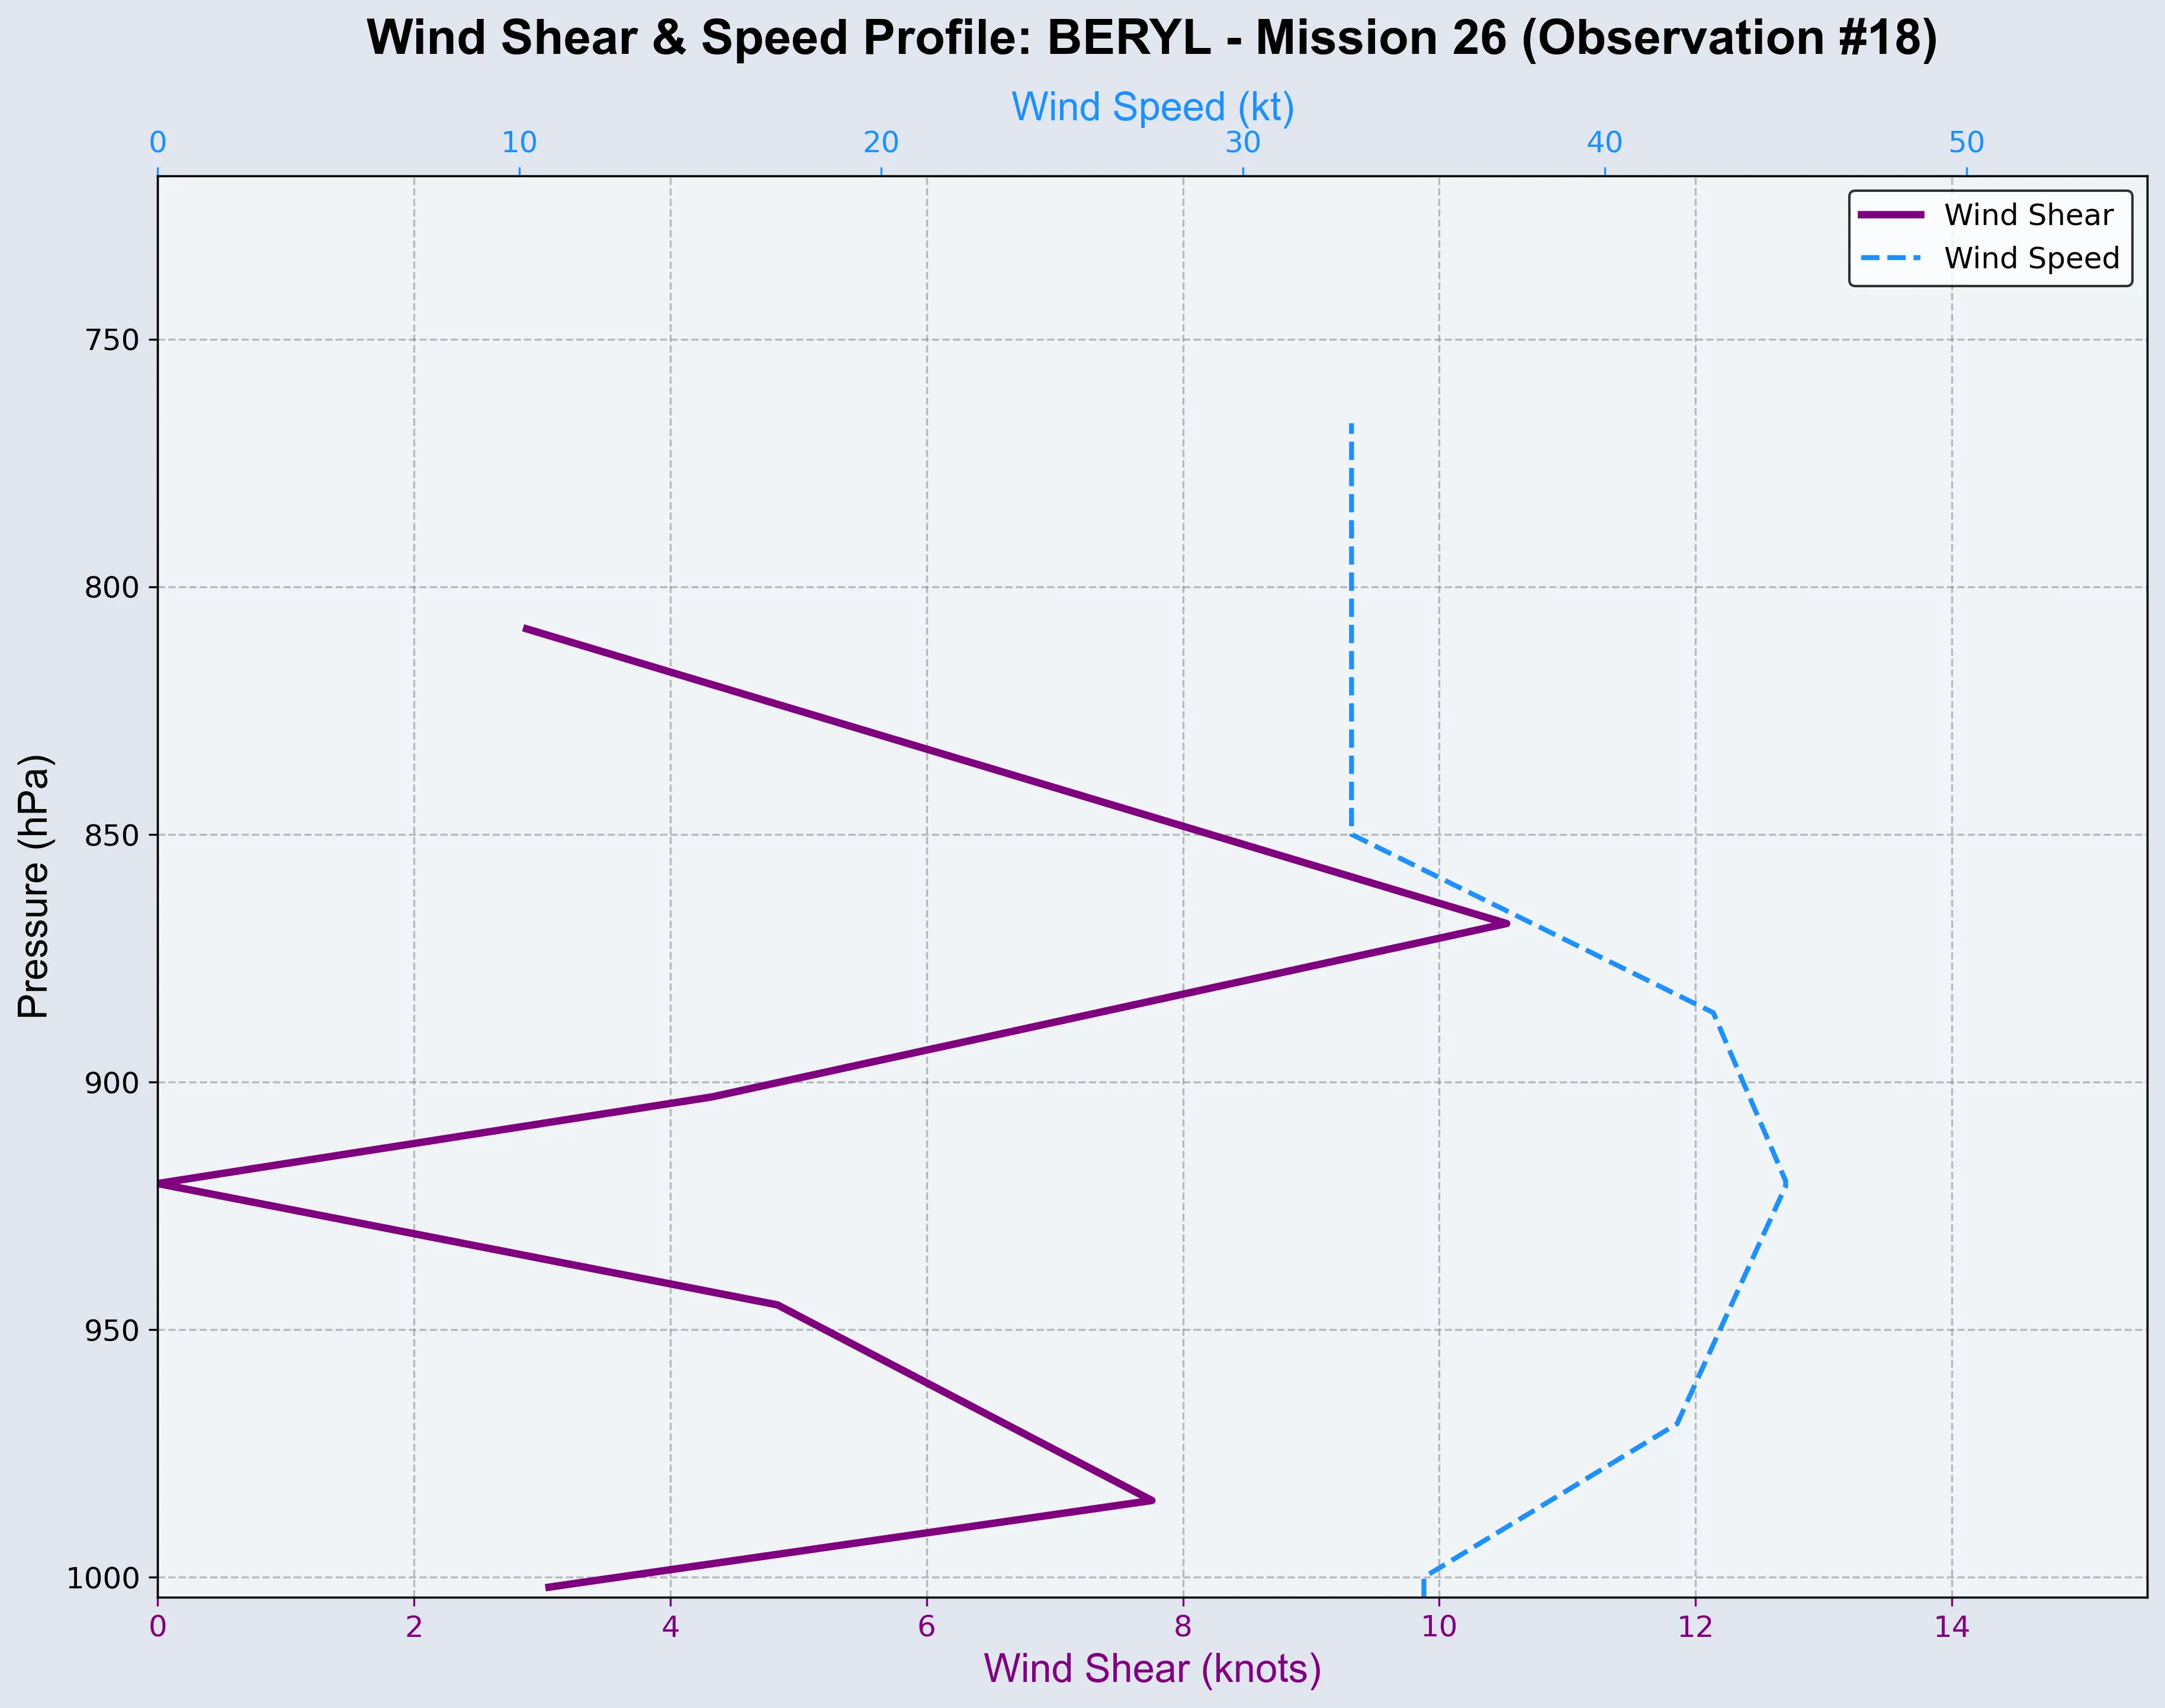 Wind Shear & Speed Profile: BERYL - Mission 26 (Observation #18)
Wind Speed (kt)
0 10 20 30 40 50
Wind Shear
Wind Speed
750
800
850
900
950
1000
Pressure (hPa)
0 2 4 6 8 10 12 14
Wind Shear (knots)